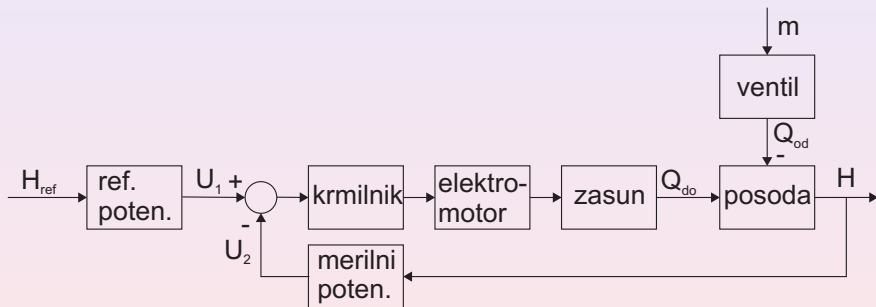 m
ventil
Q_od
-
H_ref
ref.
poten.
U_1 +
-
U_2
krmilnik
elektro-
motor
zasun
Q_do
posoda
H
merilni
poten.